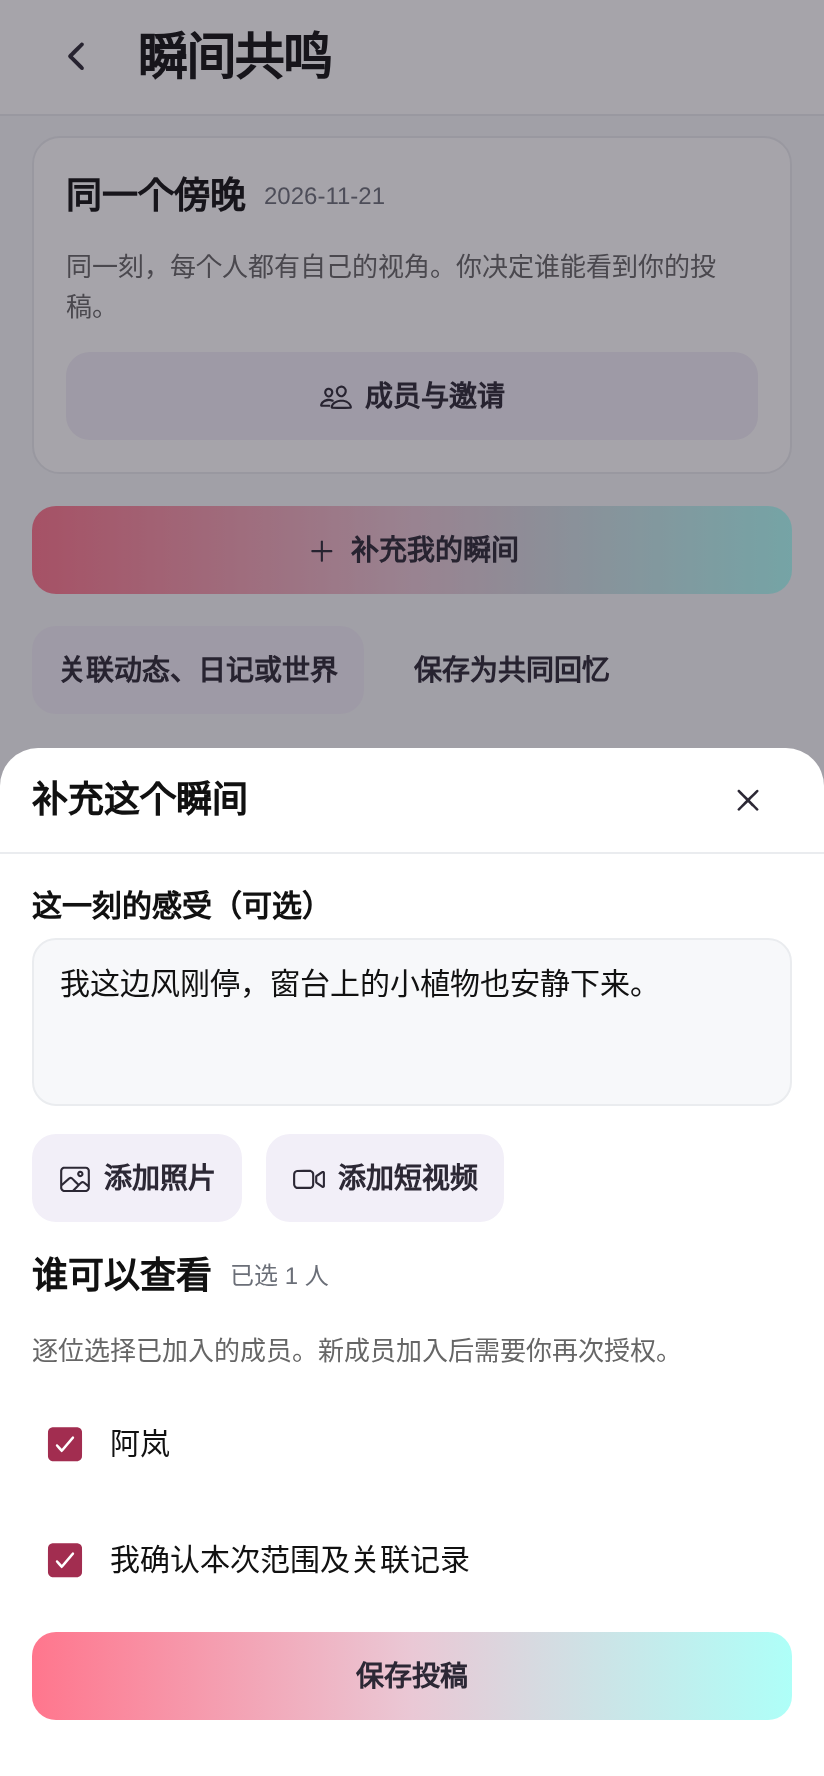 瞬间共鸣
同一个傍晚 2026-11-21
同一刻，每个人都有自己的视角。你决定谁能看到你的投
稿。
成员与邀请
补充我的瞬间
关联动态、日记或世界 保存为共同回忆
补充这个瞬间
这一刻的感受（可选）
我这边风刚停，窗台上的小植物也安静下来。
添加照片 添加短视频
谁可以查看 已选 1 人
逐位选择已加入的成员。新成员加入后需要你再次授权。
阿岚
我确认本次范围及关联记录
保存投稿